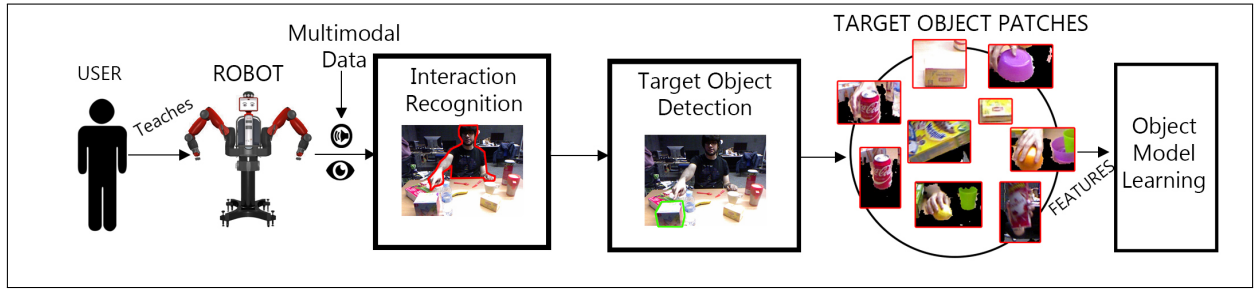 USER
Teaches
ROBOT
Multimodal
Data
Interaction
Recognition
Target Object
Detection
TARGET OBJECT PATCHES
FEATURES
Object
Model
Learning